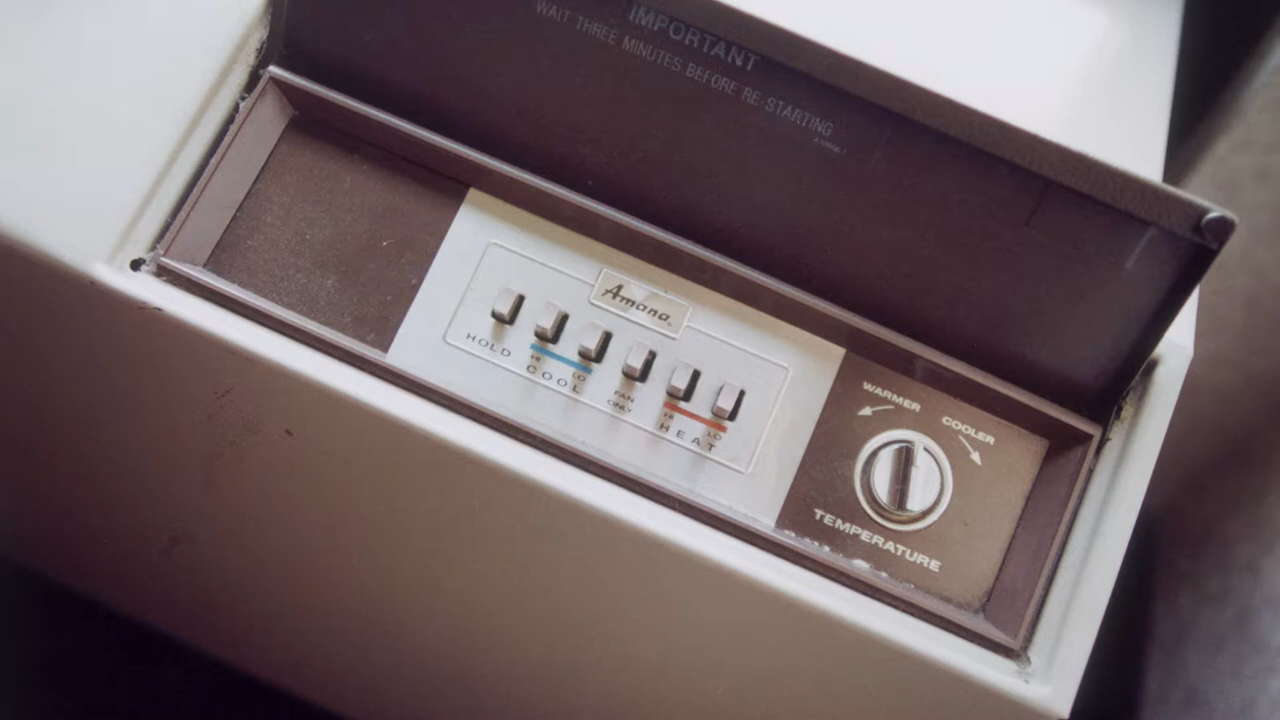 IMPORTANT
WAIT THREE MINUTES BEFORE RE-STARTING
Amana
HOLD
HI LO
COOL
FAN
ONLY
HI LO
HEAT
WARMER
COOLER
TEMPERATURE